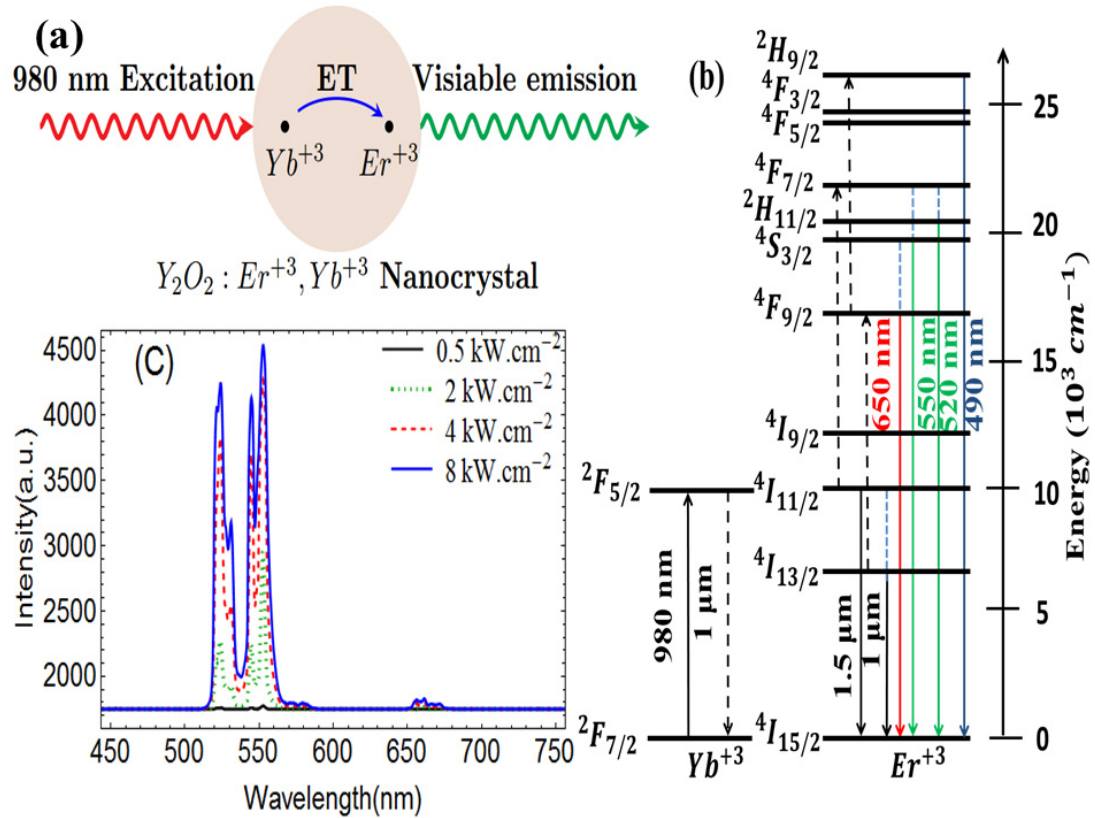 (a)
980 nm Excitation
ET
Visiable emission
Yb⁺³
Er⁺³
Y₂O₂ : Er⁺³, Yb⁺³ Nanocrystal
(C)
0.5 kW.cm⁻²
2 kW.cm⁻²
4 kW.cm⁻²
8 kW.cm⁻²
4500
4000
3500
3000
2500
2000
Intensity(a.u.)
450 500 550 600 650 700 750
Wavelength(nm)
(b)
²H₉/₂
⁴F₃/₂
⁴F₅/₂
⁴F₇/₂
²H₁₁/₂
⁴S₃/₂
⁴F₉/₂
⁴I₉/₂
⁴I₁₁/₂
⁴I₁₃/₂
⁴I₁₅/₂
²F₅/₂
²F₇/₂
980 nm
1 µm
1.5 µm
1 µm
650 nm
550 nm
520 nm
490 nm
Yb⁺³
Er⁺³
25
20
15
10
5
0
Energy (10³ cm⁻¹)